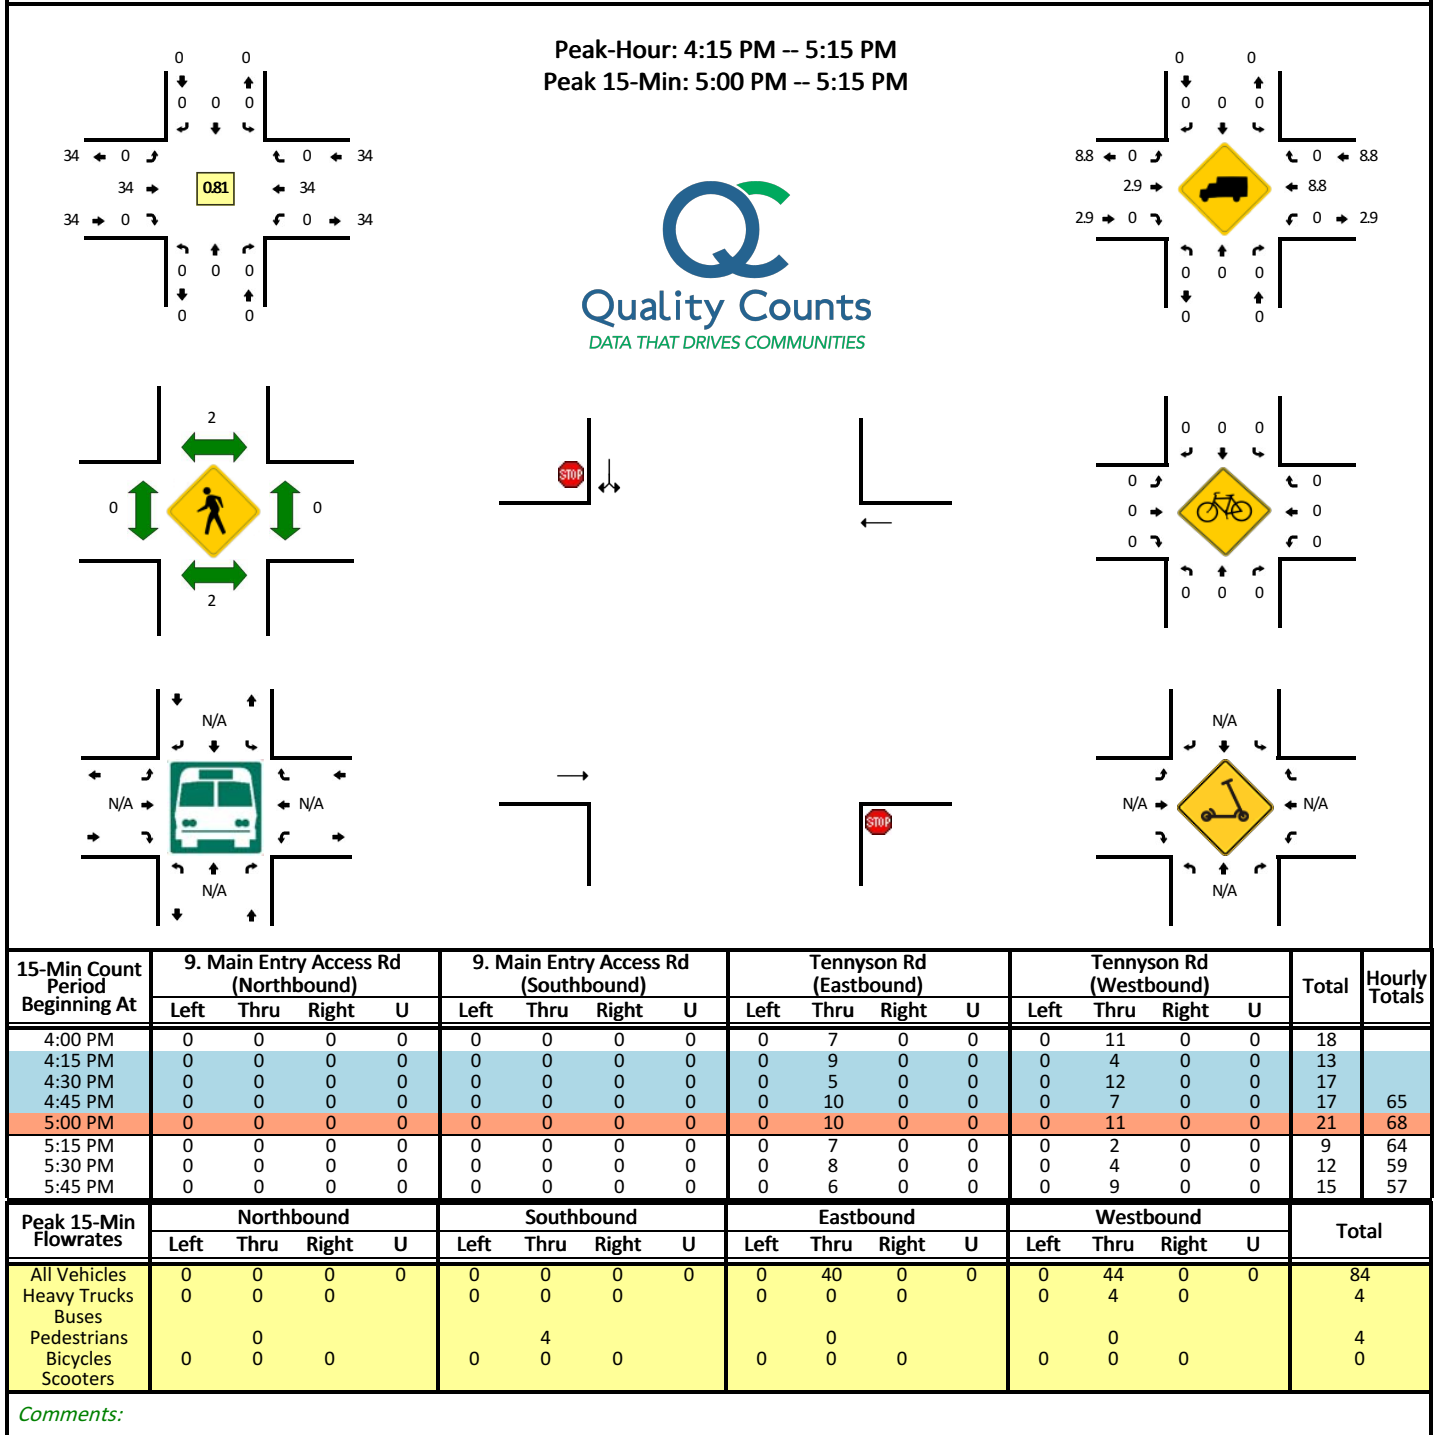 Peak-Hour: 4:15 PM -- 5:15 PM
Peak 15-Min: 5:00 PM -- 5:15 PM
0 0
0 0 0
34 0 0 34
34 0.81 34
34 0 0 34
0 0 0
0 0
QC
Quality Counts
DATA THAT DRIVES COMMUNITIES
0 0
0 0 0
8.8 0 0 8.8
2.9 8.8
2.9 0 0 2.9
0 0 0
0 0
2
0 0
2
STOP
STOP
0 0 0
0 0
0 0
0 0
0 0 0
N/A
N/A N/A
N/A
N/A
N/A N/A
N/A
15-Min Count Period Beginning At 9. Main Entry Access Rd (Northbound) 9. Main Entry Access Rd (Southbound) Tennyson Rd (Eastbound) Tennyson Rd (Westbound) Total Hourly Totals
Left Thru Right U Left Thru Right U Left Thru Right U Left Thru Right U
4:00 PM 0 0 0 0 0 0 0 0 0 7 0 0 0 11 0 0 18
4:15 PM 0 0 0 0 0 0 0 0 0 9 0 0 0 4 0 0 13
4:30 PM 0 0 0 0 0 0 0 0 0 5 0 0 0 12 0 0 17
4:45 PM 0 0 0 0 0 0 0 0 0 10 0 0 0 7 0 0 17 65
5:00 PM 0 0 0 0 0 0 0 0 0 10 0 0 0 11 0 0 21 68
5:15 PM 0 0 0 0 0 0 0 0 0 7 0 0 0 2 0 0 9 64
5:30 PM 0 0 0 0 0 0 0 0 0 8 0 0 0 4 0 0 12 59
5:45 PM 0 0 0 0 0 0 0 0 0 6 0 0 0 9 0 0 15 57
Peak 15-Min Flowrates Northbound Southbound Eastbound Westbound Total
Left Thru Right U Left Thru Right U Left Thru Right U Left Thru Right U
All Vehicles 0 0 0 0 0 0 0 0 0 40 0 0 0 44 0 0 84
Heavy Trucks 0 0 0 0 0 0 0 0 0 0 4 0 4
Buses
Pedestrians 0 4 0 0 4
Bicycles 0 0 0 0 0 0 0 0 0 0 0 0 0
Scooters
Comments: